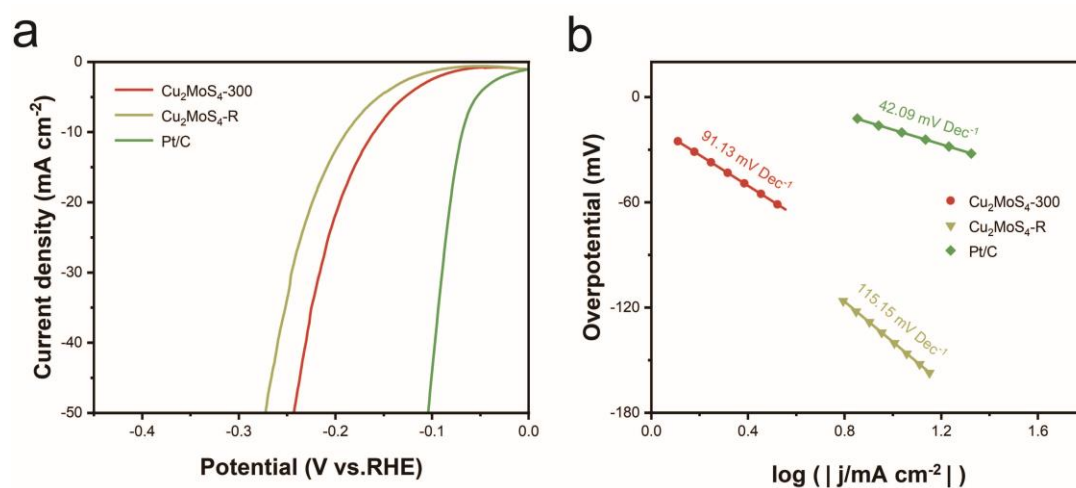 a
0
-10
-20
-30
-40
-50
-0.4
-0.3
-0.2
-0.1
0.0
Current density (mA cm⁻²)
Potential (V vs.RHE)
Cu₂MoS₄-300
Cu₂MoS₄-R
Pt/C
b
0
-60
-120
-180
0.0
0.4
0.8
1.2
1.6
Overpotential (mV)
log ( | j/mA cm⁻² | )
42.09 mV Dec⁻¹
91.13 mV Dec⁻¹
115.15 mV Dec⁻¹
Cu₂MoS₄-300
Cu₂MoS₄-R
Pt/C